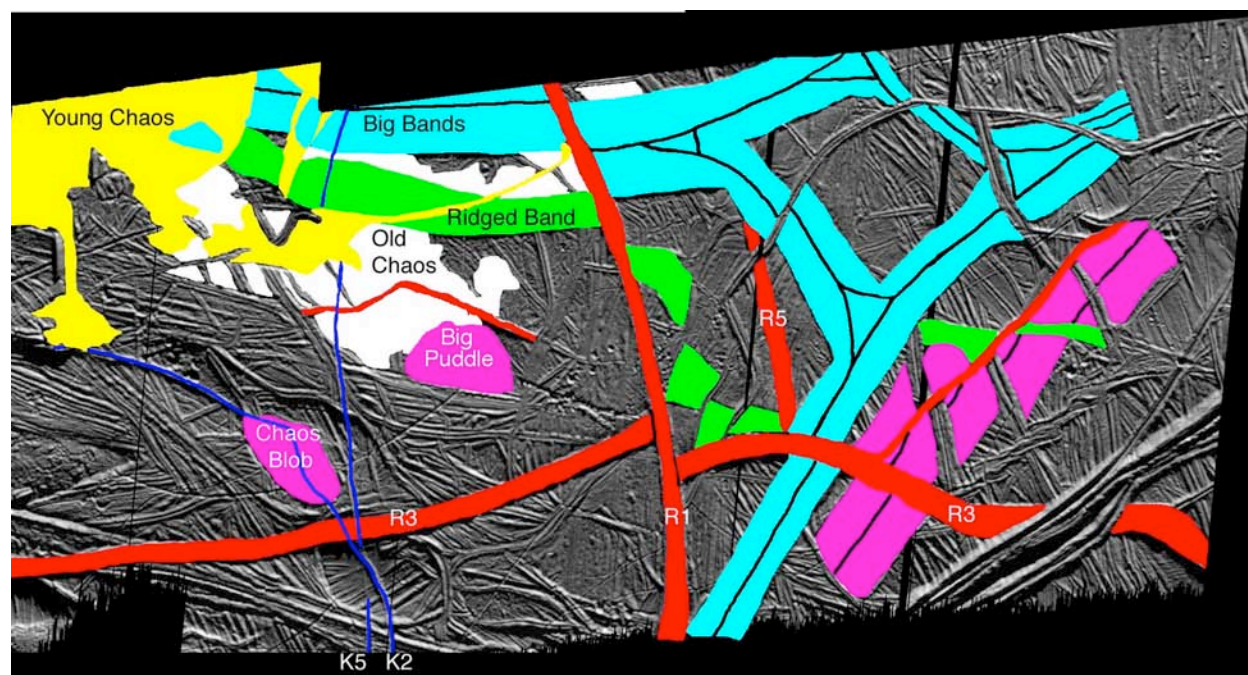 Young Chaos
Big Bands
Ridged Band
Old
Chaos
R5
Big
Puddle
Chaos
Blob
R3
R1
R3
K5
K2